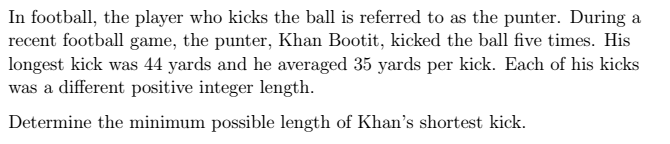 In football, the player who kicks the ball is referred to as the punter. During a
recent football game, the punter, Khan Bootit, kicked the ball five times. His
longest kick was 44 yards and he averaged 35 yards per kick. Each of his kicks
was a different positive integer length.
Determine the minimum possible length of Khan's shortest kick.